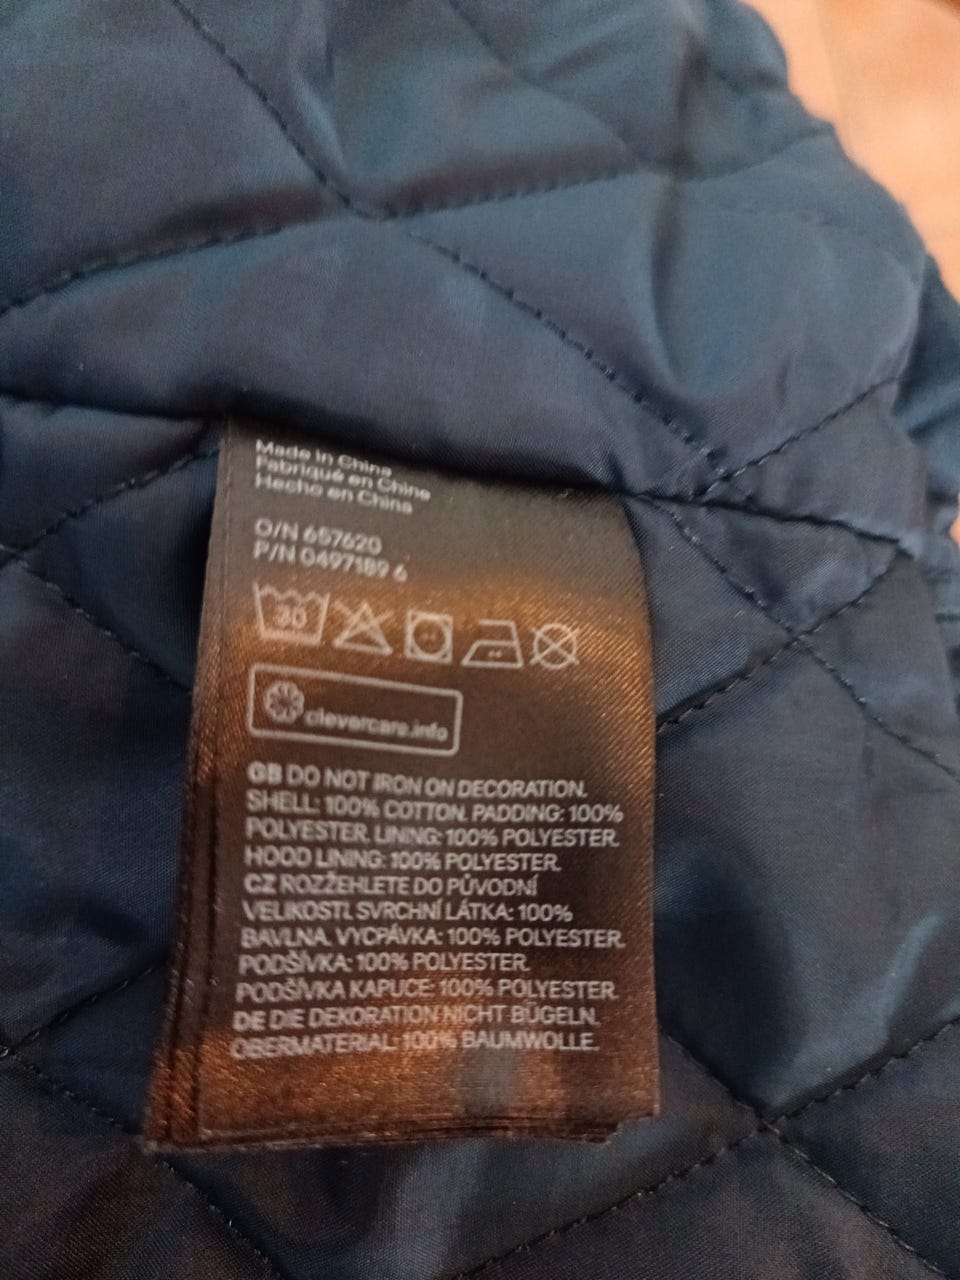 Made in China
Fabriqué en Chine
Hecho en China
O/N 657620
P/N 0497189 6
30
clevercare.info
GB DO NOT IRON ON DECORATION.
SHELL: 100% COTTON. PADDING: 100%
POLYESTER. LINING: 100% POLYESTER.
HOOD LINING: 100% POLYESTER.
CZ ROZŽEHLETE DO PŮVODNÍ
VELIKOSTI. SVRCHNÍ LÁTKA: 100%
BAVLNA. VYCPÁVKA: 100% POLYESTER.
PODŠÍVKA: 100% POLYESTER.
PODŠÍVKA KAPUCE: 100% POLYESTER.
DE DIE DEKORATION NICHT BÜGELN.
OBERMATERIAL: 100% BAUMWOLLE.